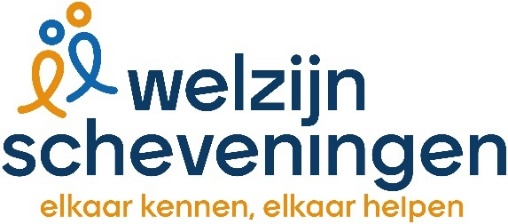 welzijn
scheveningen
elkaar kennen, elkaar helpen